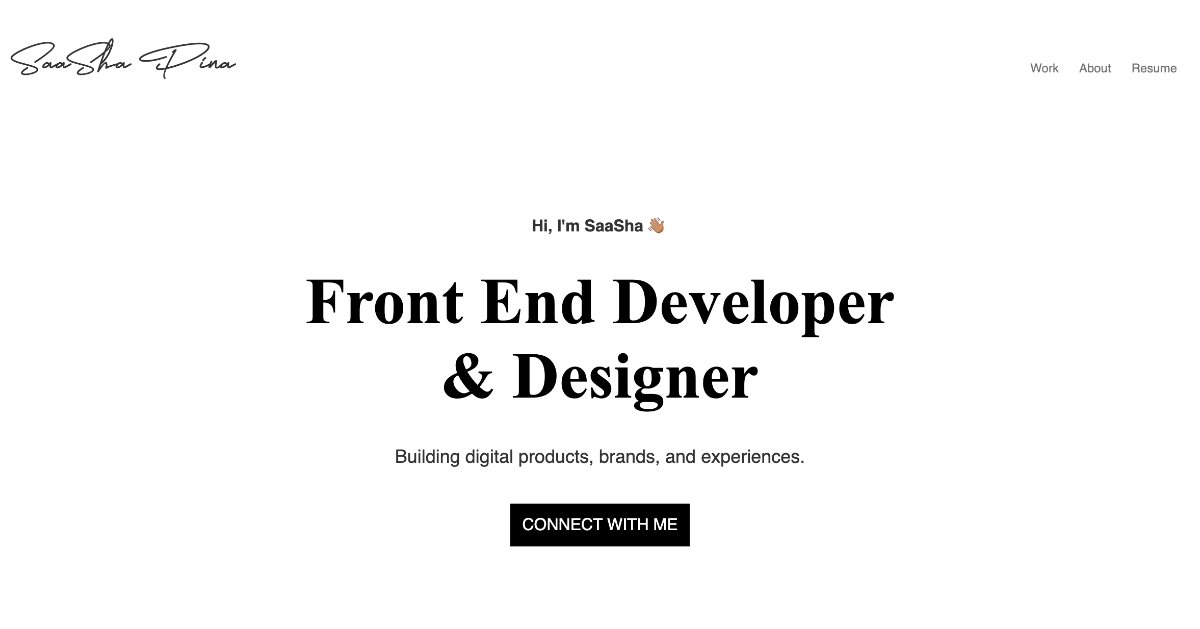 SaaSha Pina
Work About Resume
Hi, I'm SaaSha 👋🏽
Front End Developer
& Designer
Building digital products, brands, and experiences.
CONNECT WITH ME